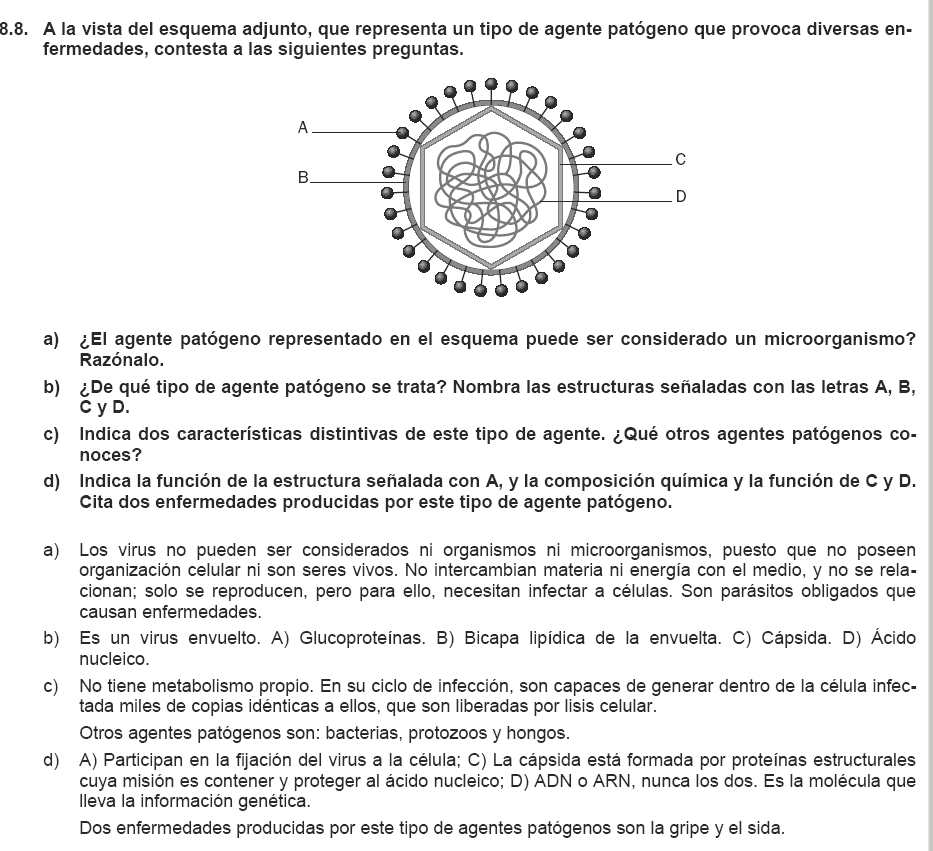 8.8. A la vista del esquema adjunto, que representa un tipo de agente patógeno que provoca diversas en-
fermedades, contesta a las siguientes preguntas.
A
B
C
D
a) ¿El agente patógeno representado en el esquema puede ser considerado un microorganismo?
Razónalo.
b) ¿De qué tipo de agente patógeno se trata? Nombra las estructuras señaladas con las letras A, B,
C y D.
c) Indica dos características distintivas de este tipo de agente. ¿Qué otros agentes patógenos co-
noces?
d) Indica la función de la estructura señalada con A, y la composición química y la función de C y D.
Cita dos enfermedades producidas por este tipo de agente patógeno.
a) Los virus no pueden ser considerados ni organismos ni microorganismos, puesto que no poseen
organización celular ni son seres vivos. No intercambian materia ni energía con el medio, y no se rela-
cionan; solo se reproducen, pero para ello, necesitan infectar a células. Son parásitos obligados que
causan enfermedades.
b) Es un virus envuelto. A) Glucoproteínas. B) Bicapa lipídica de la envuelta. C) Cápsida. D) Ácido
nucleico.
c) No tiene metabolismo propio. En su ciclo de infección, son capaces de generar dentro de la célula infec-
tada miles de copias idénticas a ellos, que son liberadas por lisis celular.
Otros agentes patógenos son: bacterias, protozoos y hongos.
d) A) Participan en la fijación del virus a la célula; C) La cápsida está formada por proteínas estructurales
cuya misión es contener y proteger al ácido nucleico; D) ADN o ARN, nunca los dos. Es la molécula que
lleva la información genética.
Dos enfermedades producidas por este tipo de agentes patógenos son la gripe y el sida.